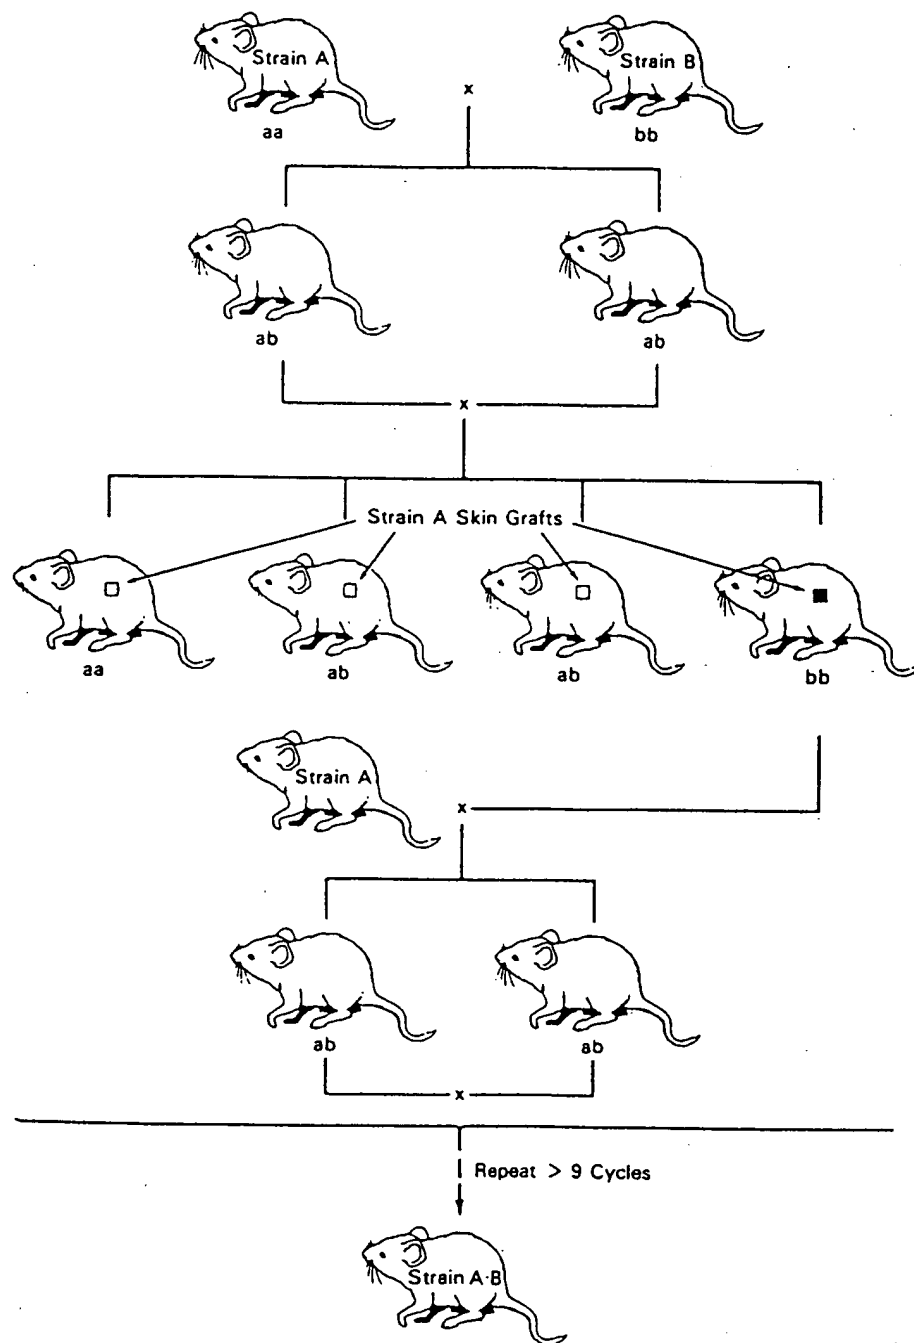 Strain A
Strain B
x
aa
bb
ab
ab
x
Strain A Skin Grafts
aa
ab
ab
bb
Strain A
x
ab
ab
x
Repeat > 9 Cycles
Strain A·B